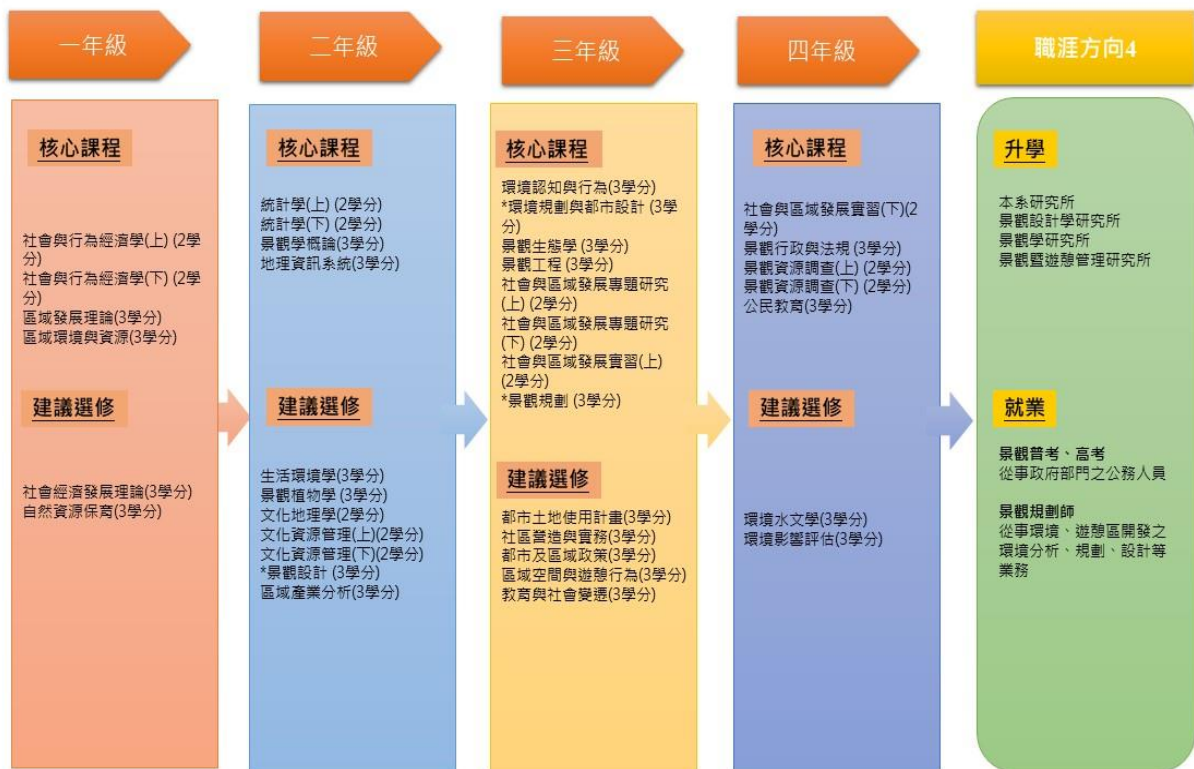 一年級
核心課程
社會與行為經濟學(上) (2學
分)
社會與行為經濟學(下) (2學
分)
區域發展理論(3學分)
區域環境與資源(3學分)
建議選修
社會經濟發展理論(3學分)
自然資源保育(3學分)
二年級
核心課程
統計學(上) (2學分)
統計學(下) (2學分)
景觀學概論(3學分)
地理資訊系統(3學分)
建議選修
生活環境學(3學分)
景觀植物學 (3學分)
文化地理學(2學分)
文化資源管理(上)(2學分)
文化資源管理(下)(2學分)
*景觀設計 (3學分)
區域產業分析(3學分)
三年級
核心課程
環境認知與行為(3學分)
*環境規劃與都市設計 (3學
分)
景觀生態學 (3學分)
景觀工程 (3學分)
社會與區域發展專題研究
(上) (2學分)
社會與區域發展專題研究
(下) (2學分)
社會與區域發展實習(上)
(2學分)
*景觀規劃 (3學分)
建議選修
都市土地使用計畫(3學分)
社區營造與實務(3學分)
都市及區域政策(3學分)
區域空間與遊憩行為(3學分)
教育與社會變遷(3學分)
四年級
核心課程
社會與區域發展實習(下)(2
學分)
景觀行政與法規 (3學分)
景觀資源調查(上) (2學分)
景觀資源調查(下) (2學分)
公民教育(3學分)
建議選修
環境水文學(3學分)
環境影響評估(3學分)
職涯方向4
升學
本系研究所
景觀設計學研究所
景觀學研究所
景觀暨遊憩管理研究所
就業
景觀普考、高考
從事政府部門之公務人員
景觀規劃師
從事環境、遊憩區開發之
環境分析、規劃、設計等
業務